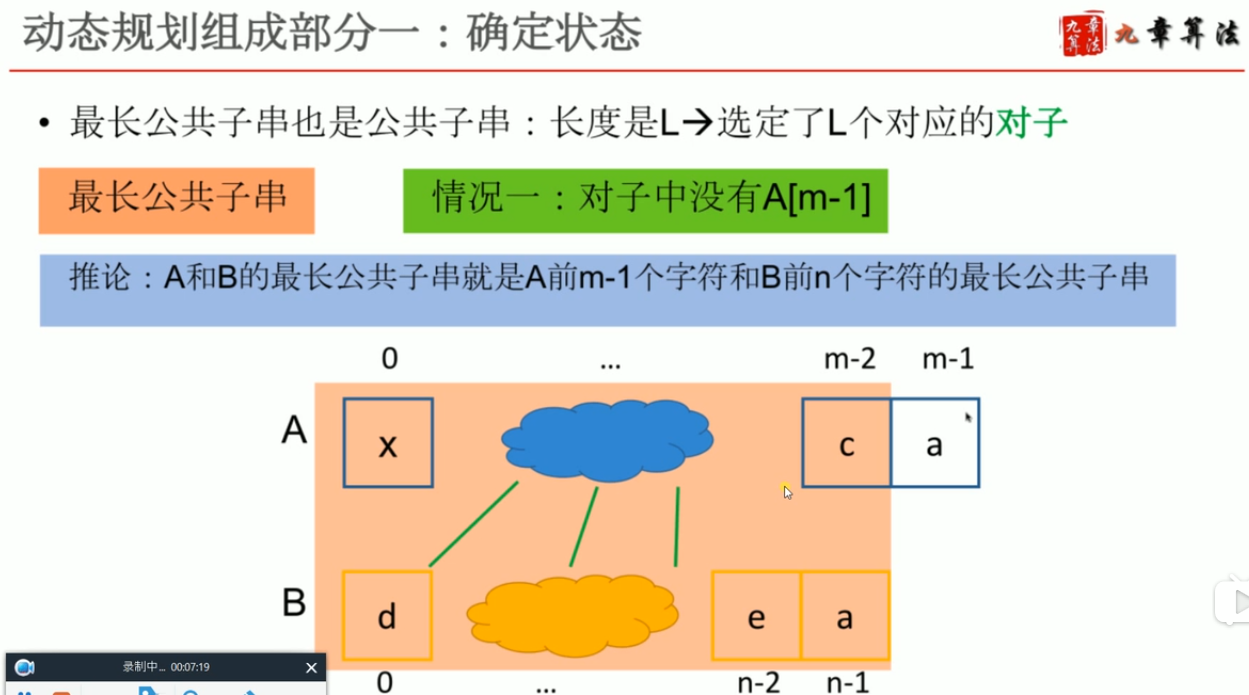 动态规划组成部分一：确定状态
九章算法
九章算法
• 最长公共子串也是公共子串：长度是L→选定了L个对应的对子
最长公共子串
情况一：对子中没有A[m-1]
推论：A和B的最长公共子串就是A前m-1个字符和B前n个字符的最长公共子串
0 ... m-2 m-1
A x c a
B d e a
0 ... n-2 n-1
录制中... 00:07:19